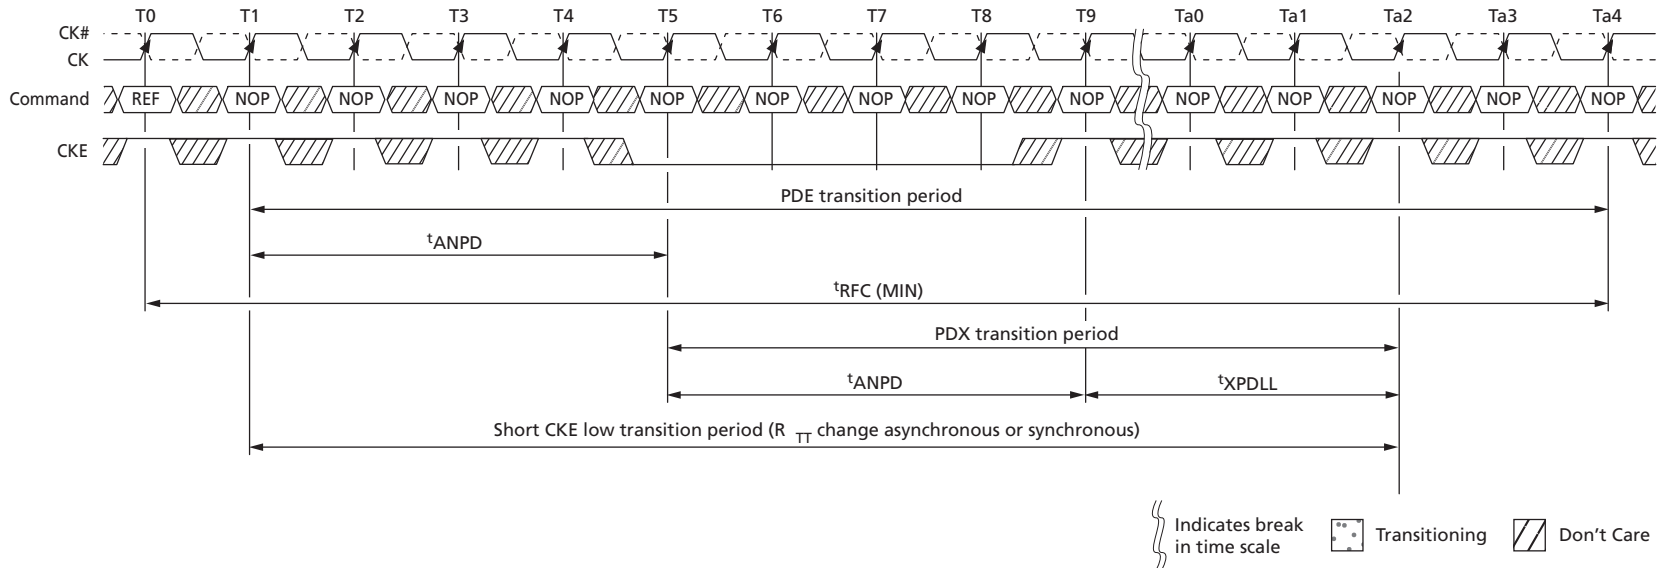 T0 T1 T2 T3 T4 T5 T6 T7 T8 T9 Ta0 Ta1 Ta2 Ta3 Ta4
CK#
CK
Command REF NOP NOP NOP NOP NOP NOP NOP NOP NOP NOP NOP NOP NOP NOP
CKE
PDE transition period
tANPD
tRFC (MIN)
PDX transition period
tANPD tXPDLL
Short CKE low transition period (R TT change asynchronous or synchronous)
Indicates break
in time scale
Transitioning
Don't Care